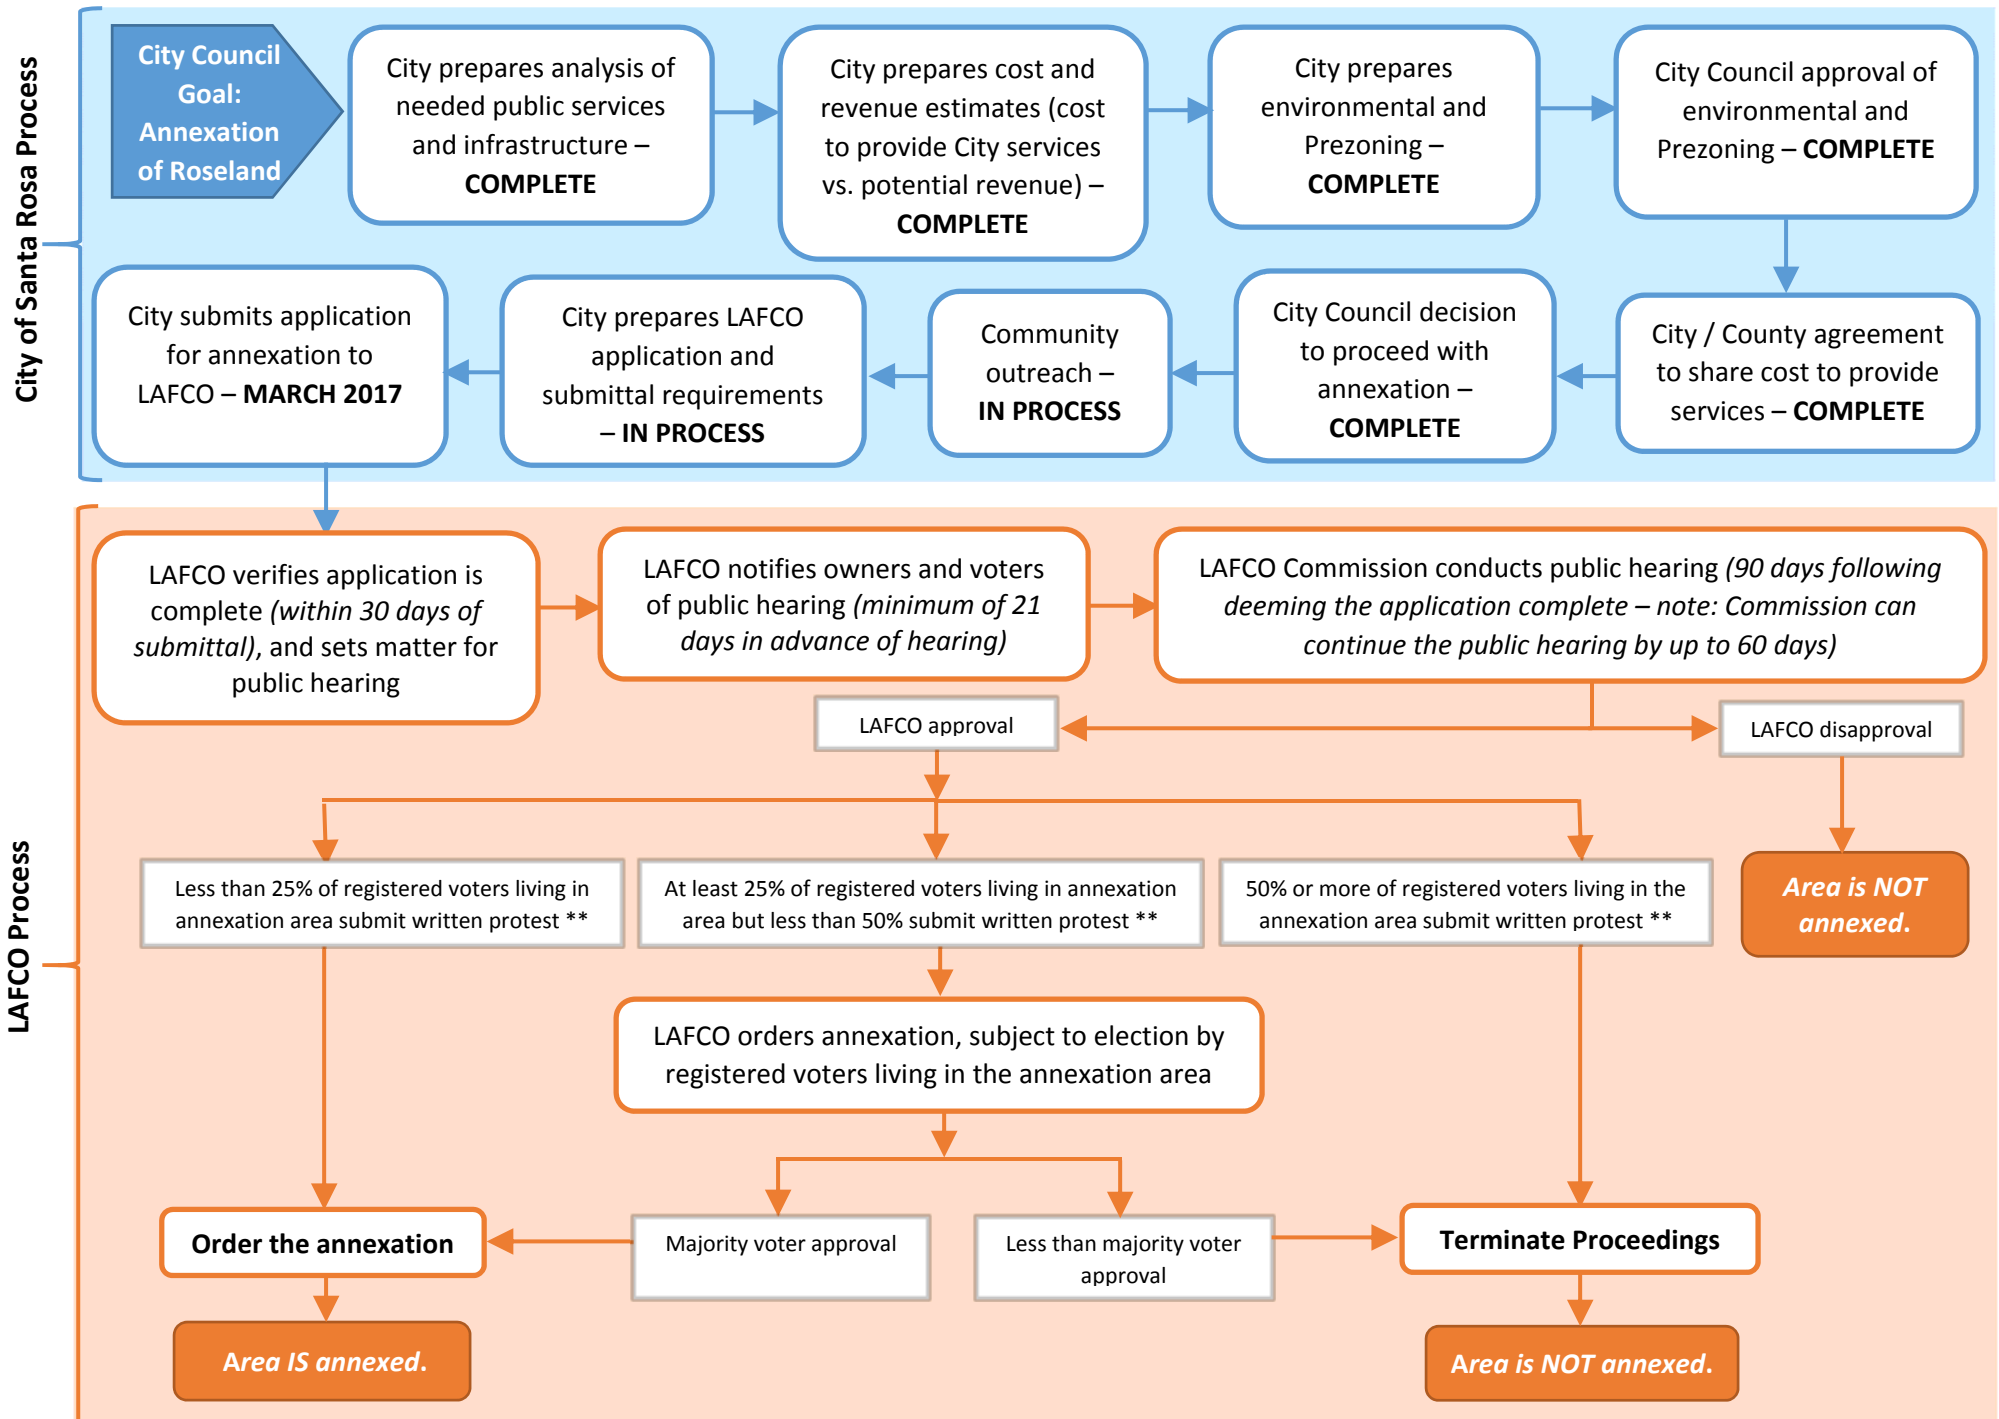 City of Santa Rosa Process
City Council
Goal:
Annexation
of Roseland
City prepares analysis of
needed public services
and infrastructure –
COMPLETE
City prepares cost and
revenue estimates (cost
to provide City services
vs. potential revenue) –
COMPLETE
City prepares
environmental and
Prezoning –
COMPLETE
City Council approval of
environmental and
Prezoning – COMPLETE
City / County agreement
to share cost to provide
services – COMPLETE
City Council decision
to proceed with
annexation –
COMPLETE
Community
outreach –
IN PROCESS
City prepares LAFCO
application and
submittal requirements
– IN PROCESS
City submits application
for annexation to
LAFCO – MARCH 2017
LAFCO Process
LAFCO verifies application is
complete (within 30 days of
submittal), and sets matter for
public hearing
LAFCO notifies owners and voters
of public hearing (minimum of 21
days in advance of hearing)
LAFCO Commission conducts public hearing (90 days following
deeming the application complete – note: Commission can
continue the public hearing by up to 60 days)
LAFCO approval
LAFCO disapproval
Less than 25% of registered voters living in
annexation area submit written protest **
At least 25% of registered voters living in annexation
area but less than 50% submit written protest **
50% or more of registered voters living in the
annexation area submit written protest **
Area is NOT
annexed.
LAFCO orders annexation, subject to election by
registered voters living in the annexation area
Order the annexation
Majority voter approval
Less than majority voter
approval
Terminate Proceedings
Area IS annexed.
Area is NOT annexed.